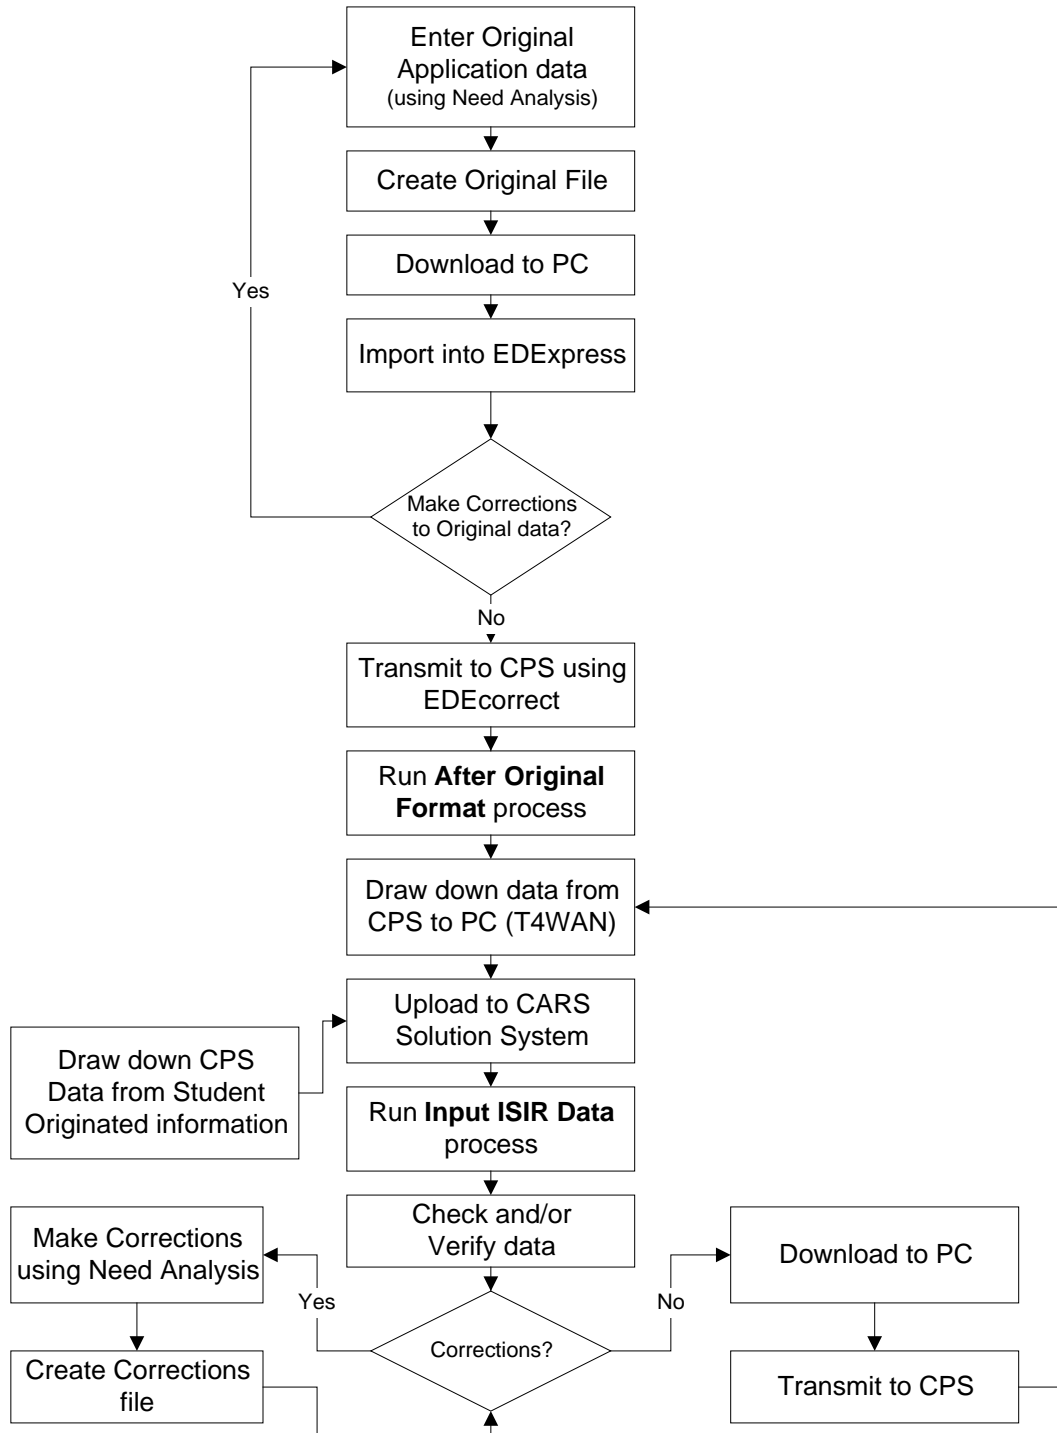 Enter Original
Application data
(using Need Analysis)
Create Original File
Download to PC
Yes
Import into EDExpress
Make Corrections
to Original data?
No
Transmit to CPS using
EDEcorrect
Run After Original
Format process
Draw down data from
CPS to PC (T4WAN)
Upload to CARS
Solution System
Draw down CPS
Data from Student
Originated information
Run Input ISIR Data
process
Check and/or
Verify data
Make Corrections
using Need Analysis
Download to PC
Yes
No
Corrections?
Create Corrections
file
Transmit to CPS